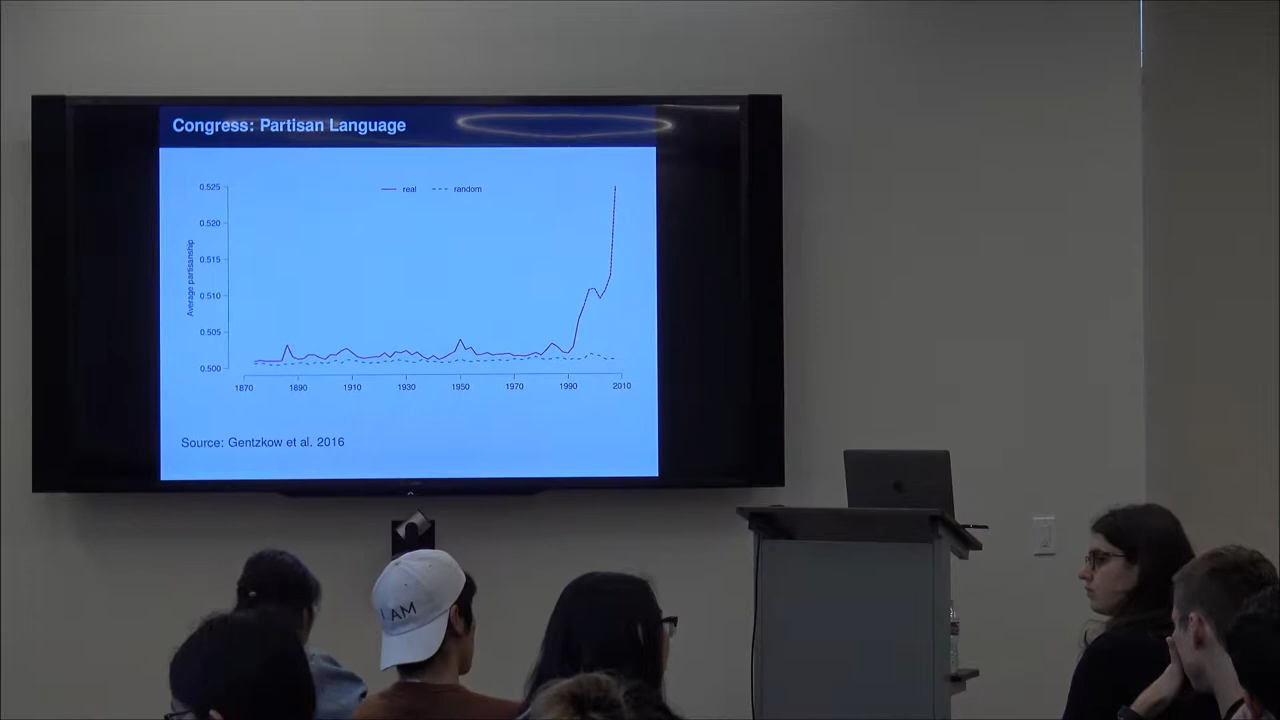 Congress: Partisan Language
real random
0.525
0.520
0.515
0.510
0.505
0.500
Average partisanship
1870 1890 1910 1930 1950 1970 1990 2010
Source: Gentzkow et al. 2016
I AM